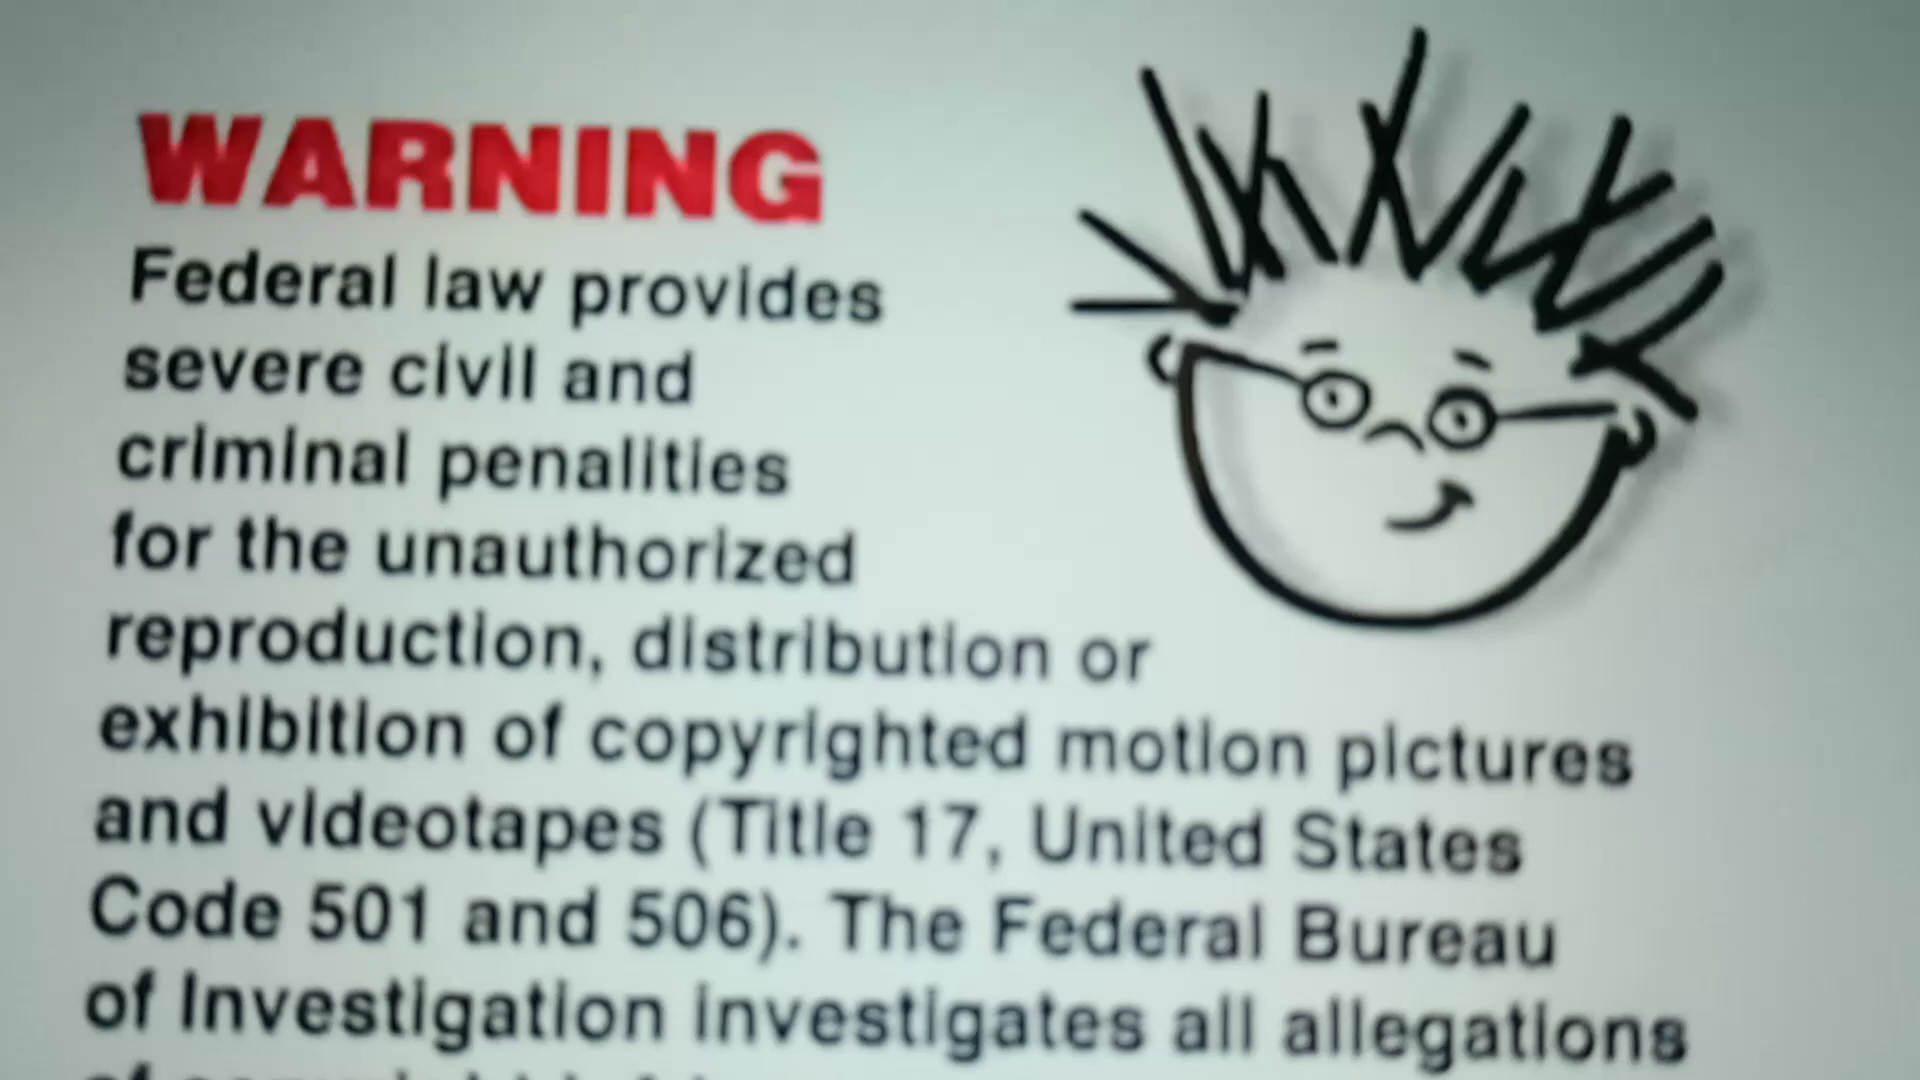 WARNING
Federal law provides
severe civil and
criminal penalities
for the unauthorized
reproduction, distribution or
exhibition of copyrighted motion pictures
and videotapes (Title 17, United States
Code 501 and 506). The Federal Bureau
of Investigation investigates all allegations
of